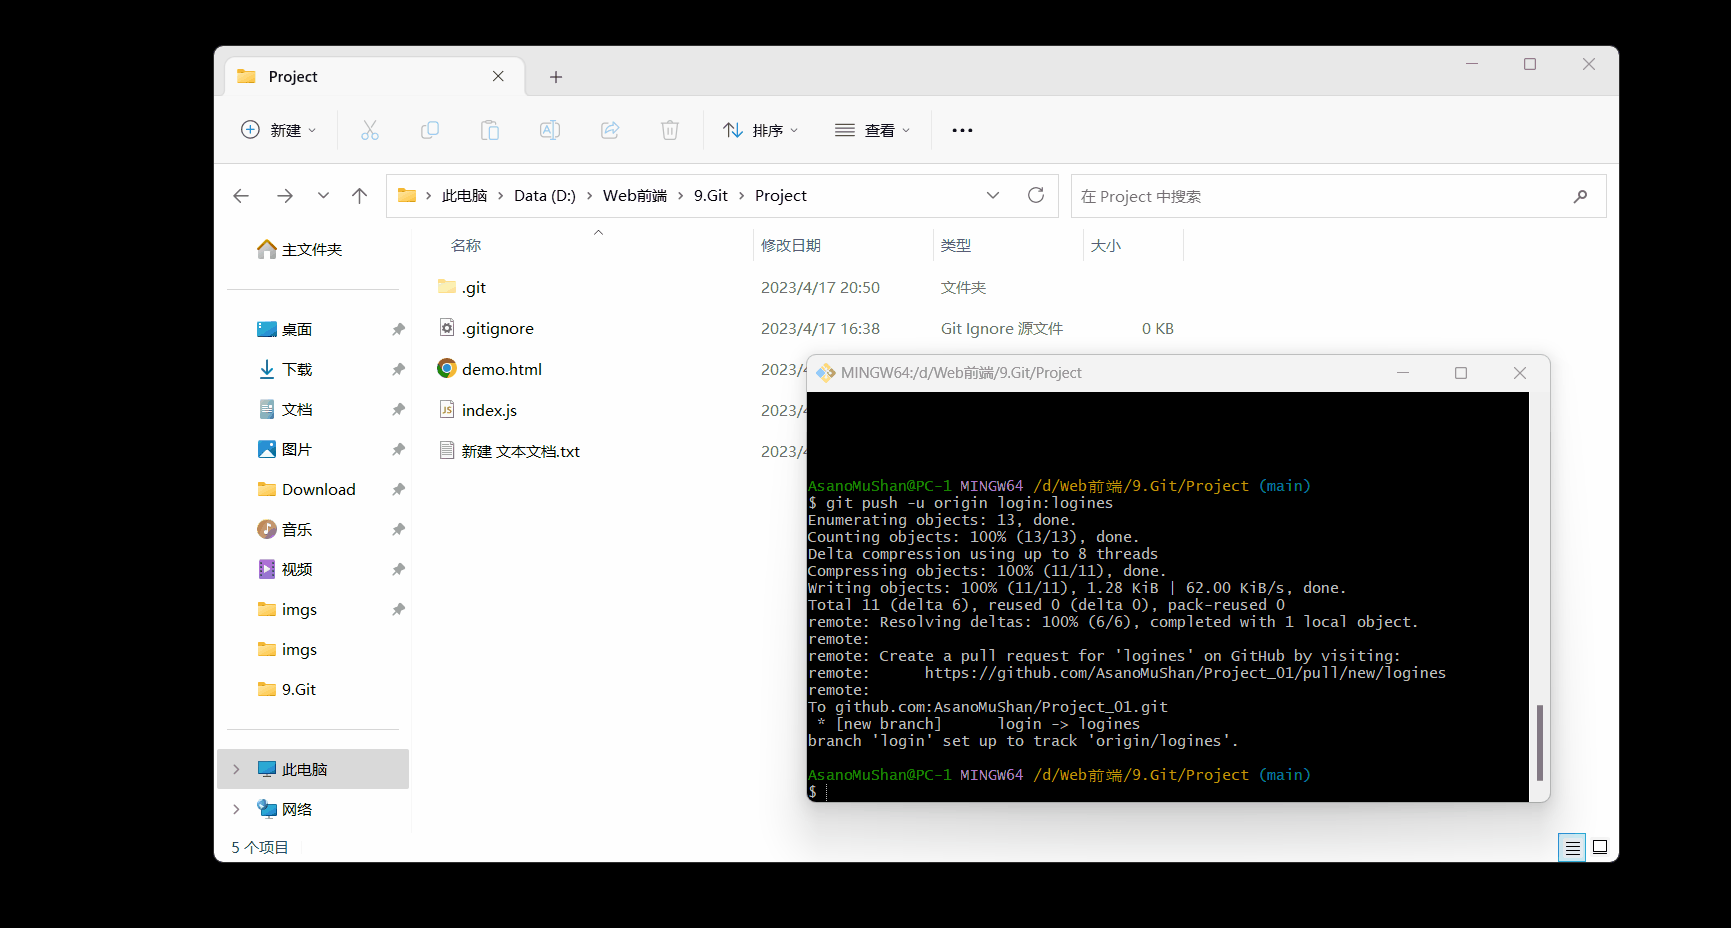 Project
新建
排序
查看
此电脑 > Data (D:) > Web前端 > 9.Git > Project
在 Project 中搜索
主文件夹
桌面
下载
文档
图片
Download
音乐
视频
imgs
imgs
9.Git
此电脑
网络
名称 修改日期 类型 大小
.git 2023/4/17 20:50 文件夹
.gitignore 2023/4/17 16:38 Git Ignore 源文件 0 KB
demo.html 2023/4
index.js 2023/4
新建 文本文档.txt 2023/4
MINGW64:/d/Web前端/9.Git/Project
AsanoMuShan@PC-1 MINGW64 /d/Web前端/9.Git/Project (main)
$ git push -u origin login:logines
Enumerating objects: 13, done.
Counting objects: 100% (13/13), done.
Delta compression using up to 8 threads
Compressing objects: 100% (11/11), done.
Writing objects: 100% (11/11), 1.28 KiB | 62.00 KiB/s, done.
Total 11 (delta 6), reused 0 (delta 0), pack-reused 0
remote: Resolving deltas: 100% (6/6), completed with 1 local object.
remote:
remote: Create a pull request for 'logines' on GitHub by visiting:
remote:      https://github.com/AsanoMuShan/Project_01/pull/new/logines
remote:
To github.com:AsanoMuShan/Project_01.git
 * [new branch]      login -> logines
branch 'login' set up to track 'origin/logines'.
AsanoMuShan@PC-1 MINGW64 /d/Web前端/9.Git/Project (main)
$
5 个项目